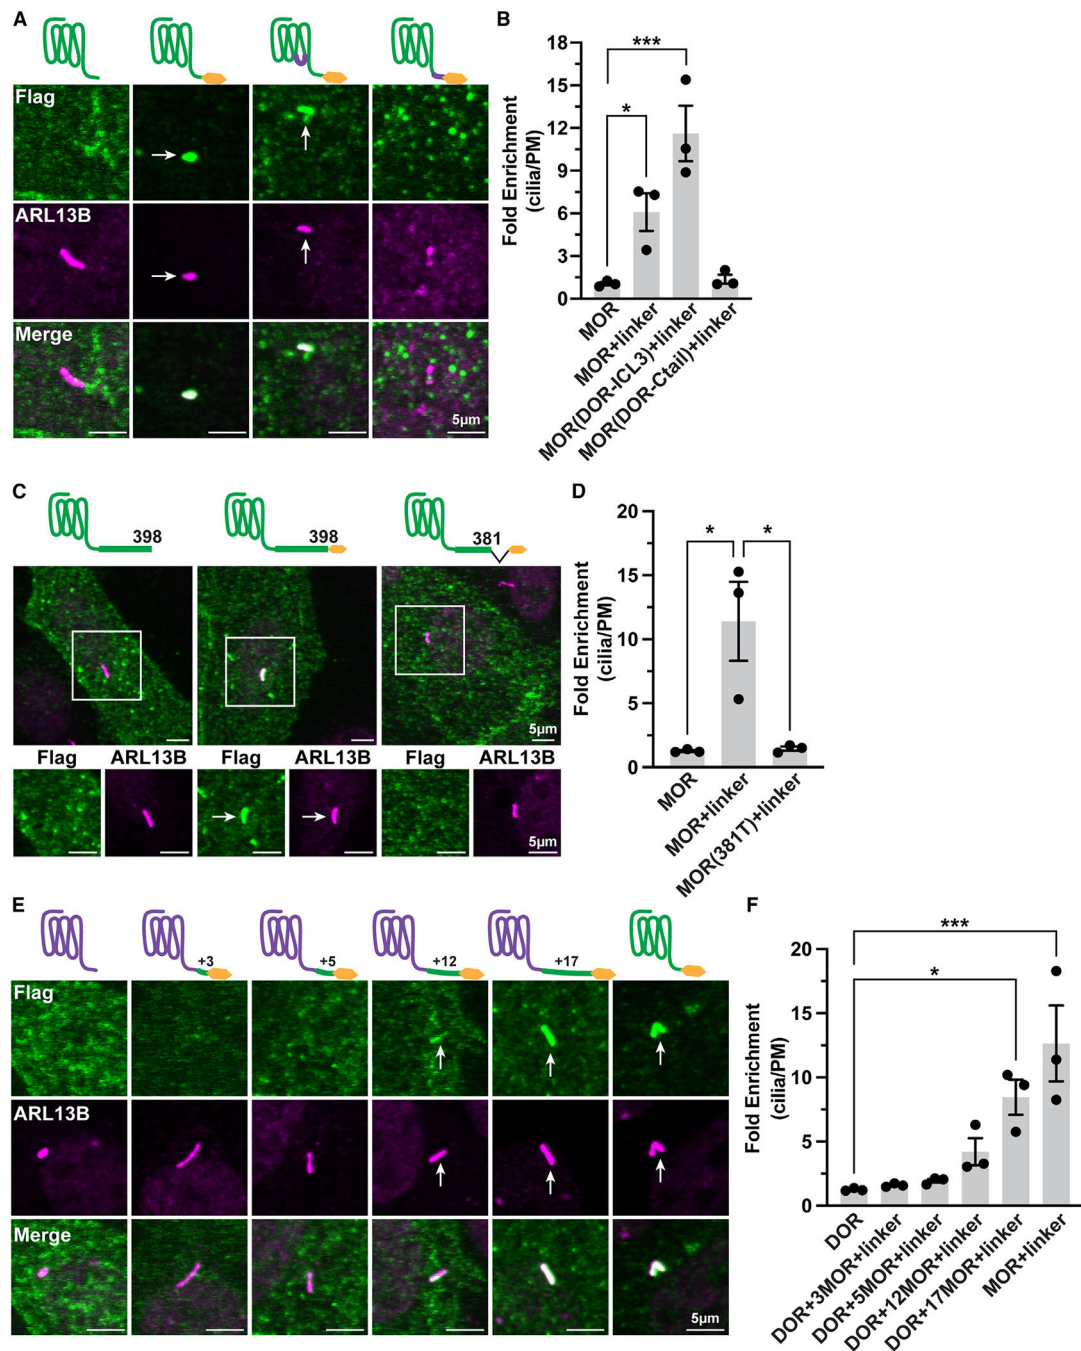 A
Flag
ARL13B
Merge
5μm
B
Fold Enrichment
(cilia/PM)
18
15
12
9
6
3
0
***
*
MOR
MOR+linker
MOR(DOR-ICL3)+linker
MOR(DOR-Ctail)+linker
C
398
398
381
5μm
Flag ARL13B Flag ARL13B Flag ARL13B
5μm
D
Fold Enrichment
(cilia/PM)
20
15
10
5
0
* *
MOR
MOR+linker
MOR(381T)+linker
E
+3 +5 +12 +17
Flag
ARL13B
Merge
5μm
F
Fold Enrichment
(cilia/PM)
20
15
10
5
0
***
*
DOR
DOR+3MOR+linker
DOR+5MOR+linker
DOR+12MOR+linker
DOR+17MOR+linker
MOR+linker